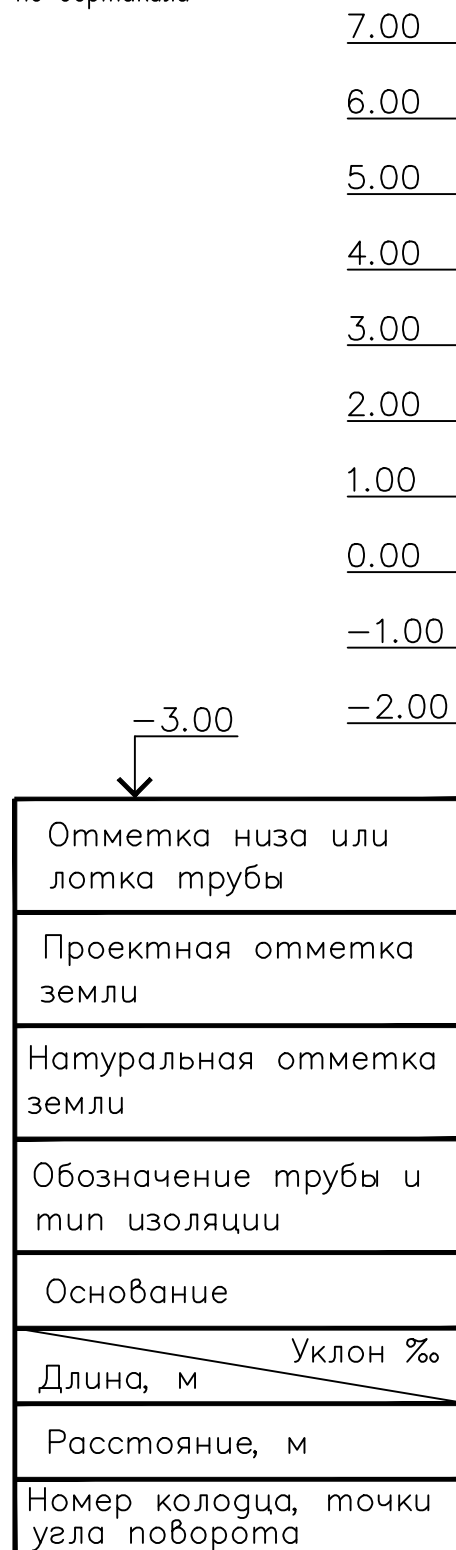 7.00
6.00
5.00
4.00
3.00
2.00
1.00
0.00
-1.00
-2.00
-3.00
Отметка низа или
лотка трубы
Проектная отметка
земли
Натуральная отметка
земли
Обозначение трубы и
тип изоляции
Основание
Уклон ‰
Длина, м
Расстояние, м
Номер колодца, точки
угла поворота